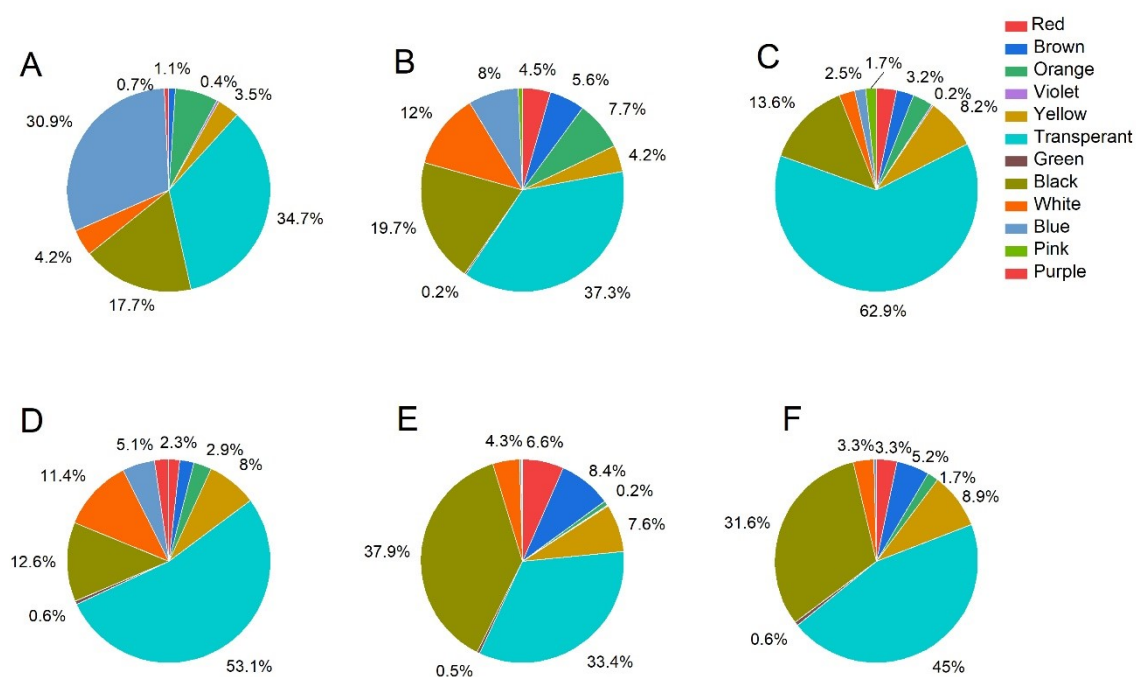 A
0.7%
1.1%
0.4%
3.5%
30.9%
34.7%
4.2%
17.7%
B
8%
4.5%
5.6%
12%
7.7%
4.2%
19.7%
0.2%
37.3%
C
2.5%
1.7%
3.2%
0.2%
8.2%
13.6%
62.9%
Red
Brown
Orange
Violet
Yellow
Transperant
Green
Black
White
Blue
Pink
Purple
D
5.1%
2.3%
2.9%
8%
11.4%
12.6%
0.6%
53.1%
E
4.3%
6.6%
8.4%
0.2%
7.6%
37.9%
0.5%
33.4%
F
3.3%
3.3%
5.2%
1.7%
8.9%
31.6%
0.6%
45%